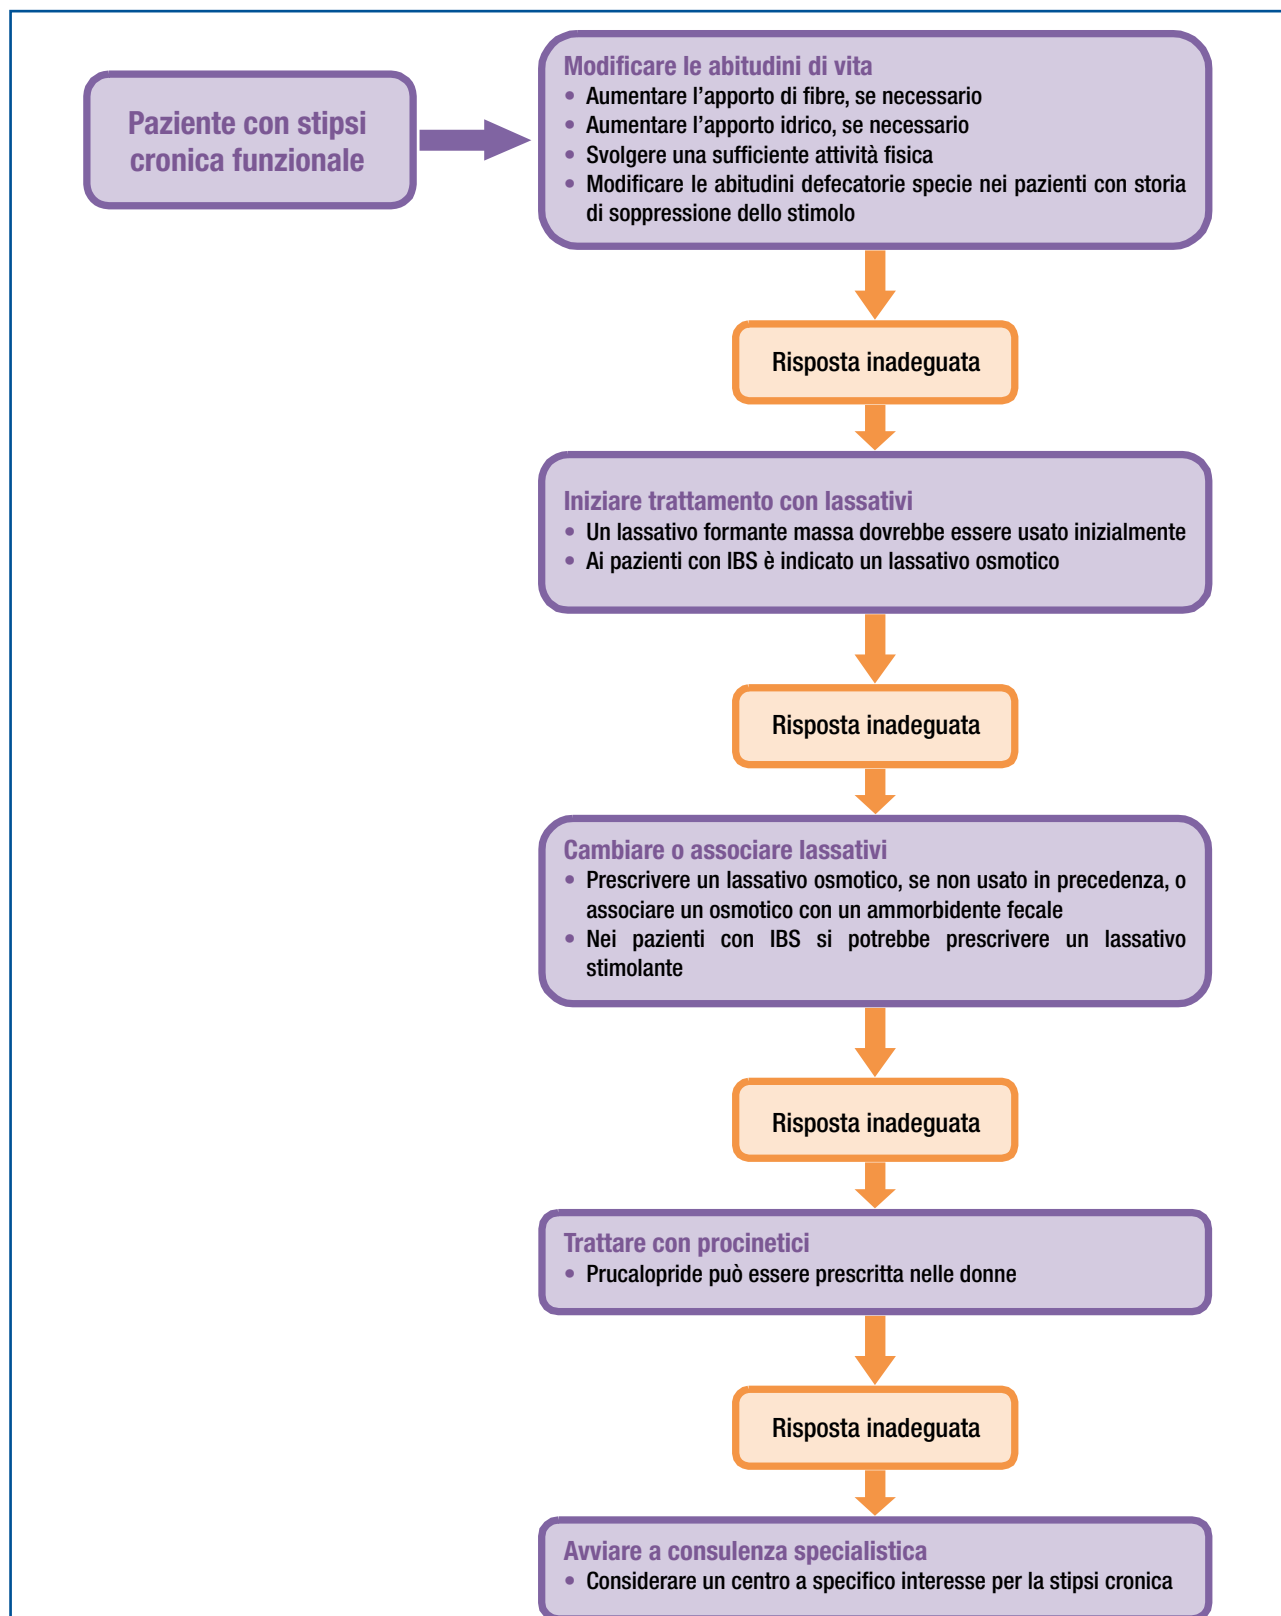 Paziente con stipsi
cronica funzionale
Modificare le abitudini di vita
• Aumentare l’apporto di fibre, se necessario
• Aumentare l’apporto idrico, se necessario
• Svolgere una sufficiente attività fisica
• Modificare le abitudini defecatorie specie nei pazienti con storia
di soppressione dello stimolo
Risposta inadeguata
Iniziare trattamento con lassativi
• Un lassativo formante massa dovrebbe essere usato inizialmente
• Ai pazienti con IBS è indicato un lassativo osmotico
Risposta inadeguata
Cambiare o associare lassativi
• Prescrivere un lassativo osmotico, se non usato in precedenza, o
associare un osmotico con un ammorbidente fecale
• Nei pazienti con IBS si potrebbe prescrivere un lassativo
stimolante
Risposta inadeguata
Trattare con procinetici
• Prucalopride può essere prescritta nelle donne
Risposta inadeguata
Avviare a consulenza specialistica
• Considerare un centro a specifico interesse per la stipsi cronica